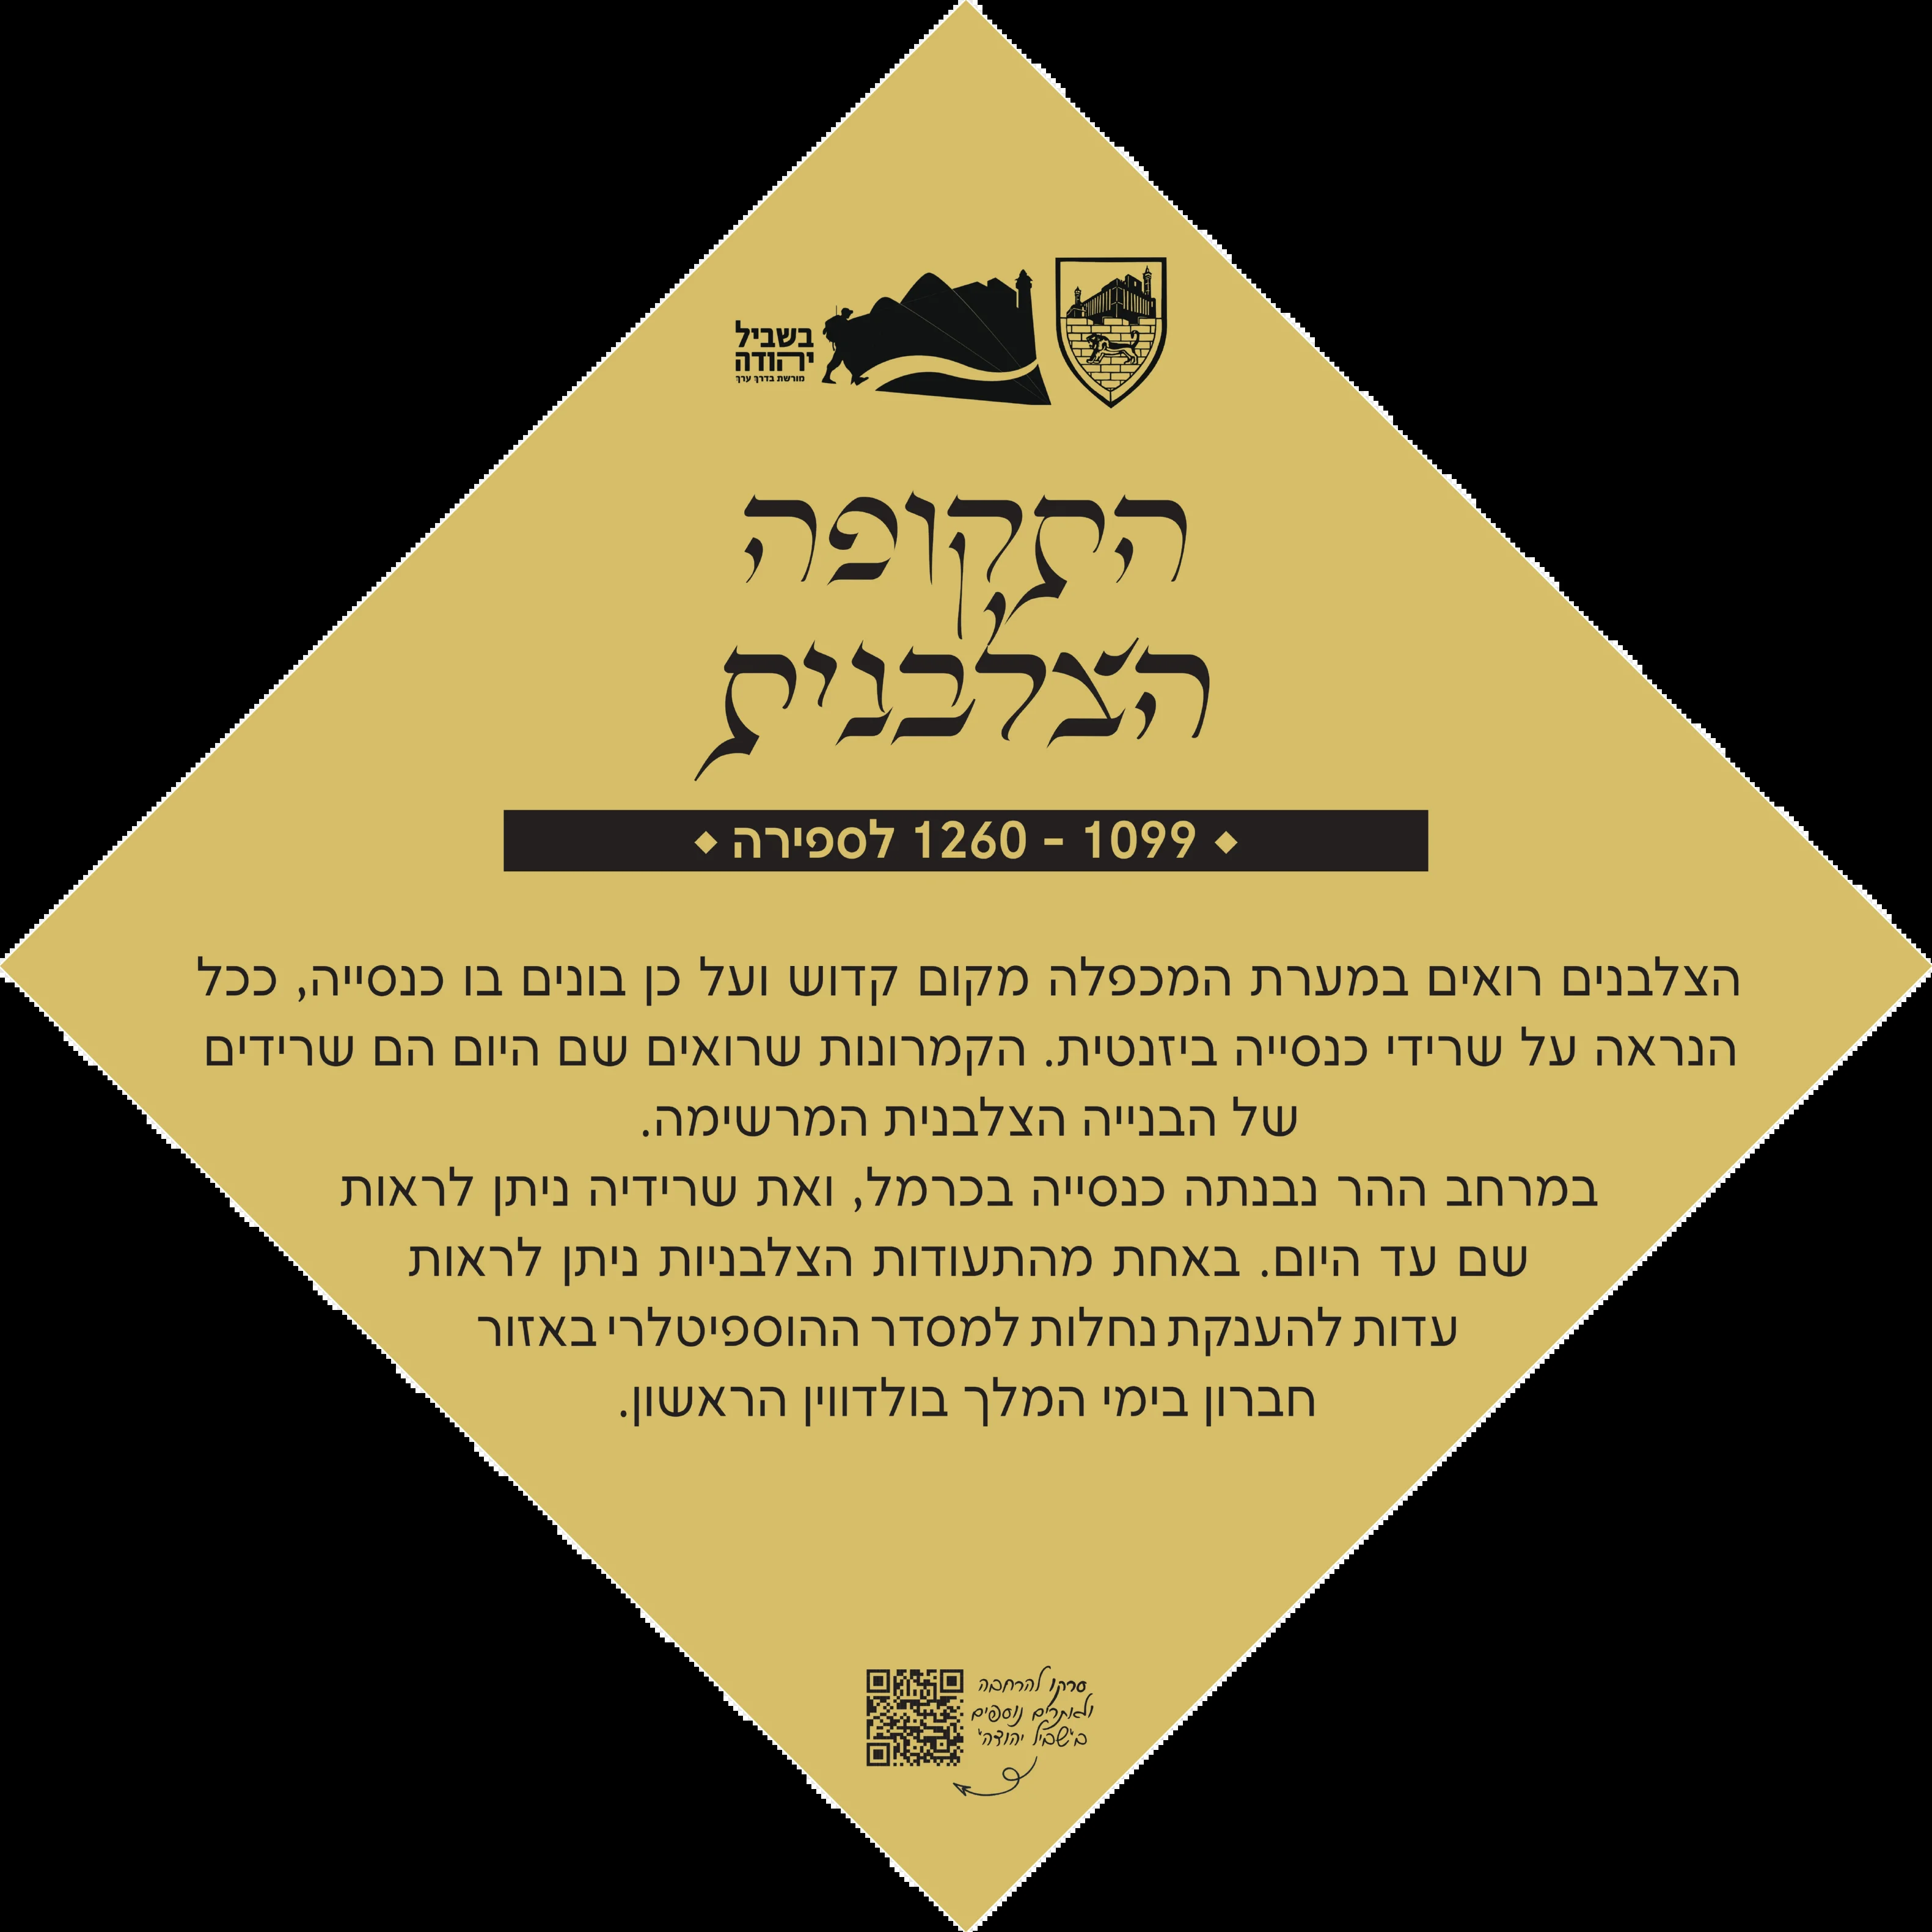 בשביל
יהודה
מורשת בדרך ערך
התקופה
הצלבנית
1099 - 1260 לספירה
הצלבנים רואים במערת המכפלה מקום קדוש ועל כן בונים בו כנסייה, ככל
הנראה על שרידי כנסייה ביזנטית. הקמרונות שרואים שם היום הם שרידים
של הבנייה הצלבנית המרשימה.
במרחב ההר נבנתה כנסייה בכרמל, ואת שרידיה ניתן לראות
שם עד היום. באחת מהתעודות הצלבניות ניתן לראות
עדות להענקת נחלות למסדר ההוספיטלרי באזור
חברון בימי המלך בולדווין הראשון.
סרקו להרחבה
ולאתרים נוספים
ב'שביל יהודה'